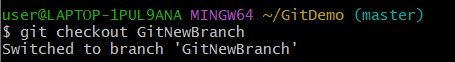 user@LAPTOP-1PUL9ANA MINGW64 ~/GitDemo (master)
$ git checkout GitNewBranch
Switched to branch 'GitNewBranch'